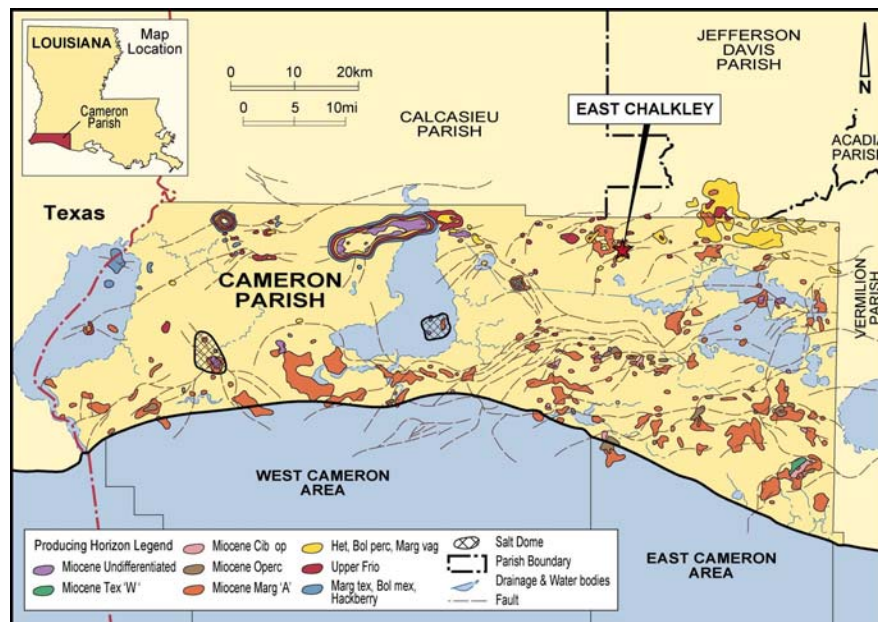 LOUISIANA
Map
Location
Cameron
Parish
0 10 20km
0 5 10mi
JEFFERSON
DAVIS
PARISH
N
EAST CHALKLEY
CALCASIEU
PARISH
ACADIA
PARISH
Texas
CAMERON
PARISH
VERMILION
PARISH
WEST CAMERON
AREA
EAST CAMERON
AREA
Producing Horizon Legend
Miocene Undifferentiated
Miocene Tex 'W'
Miocene Cib op
Miocene Operc
Miocene Marg 'A'
Het, Bol perc, Marg vag
Upper Frio
Marg tex, Bol mex,
Hackberry
Salt Dome
Parish Boundary
Drainage & Water bodies
Fault